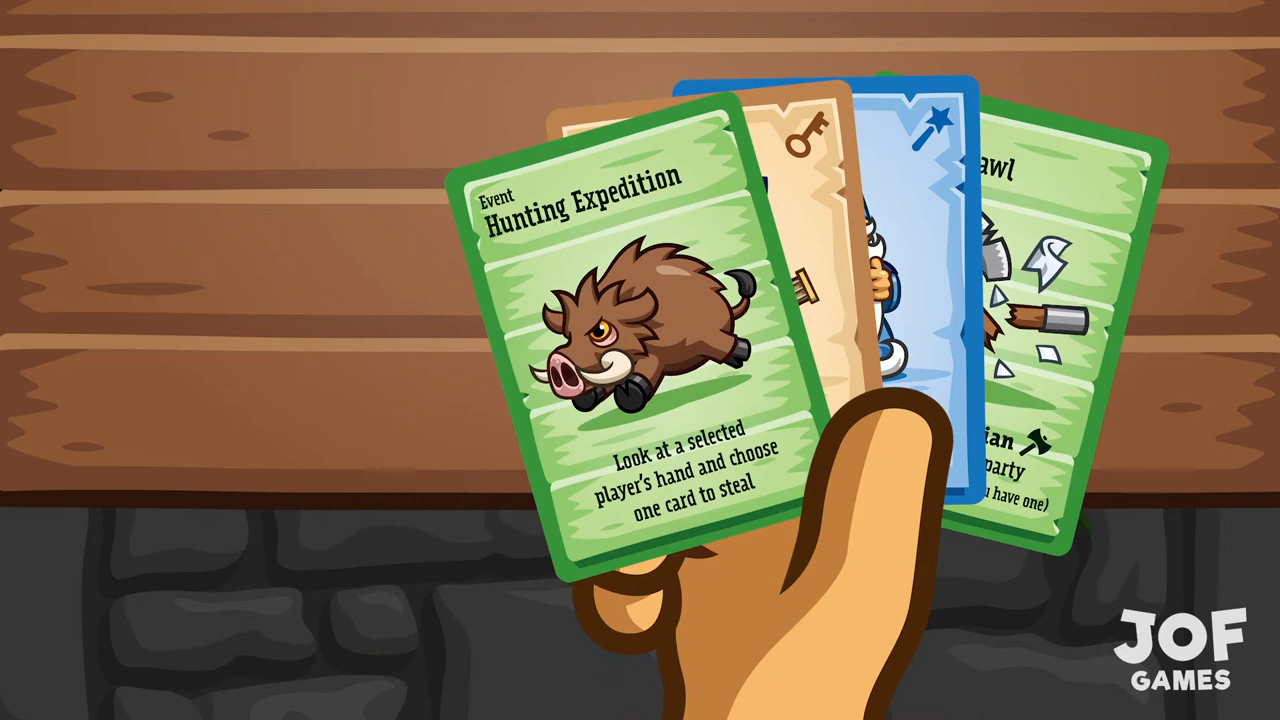 Event
Hunting Expedition
Look at a selected
player's hand and choose
one card to steal
awl
ian
party
u have one)
JOF
GAMES